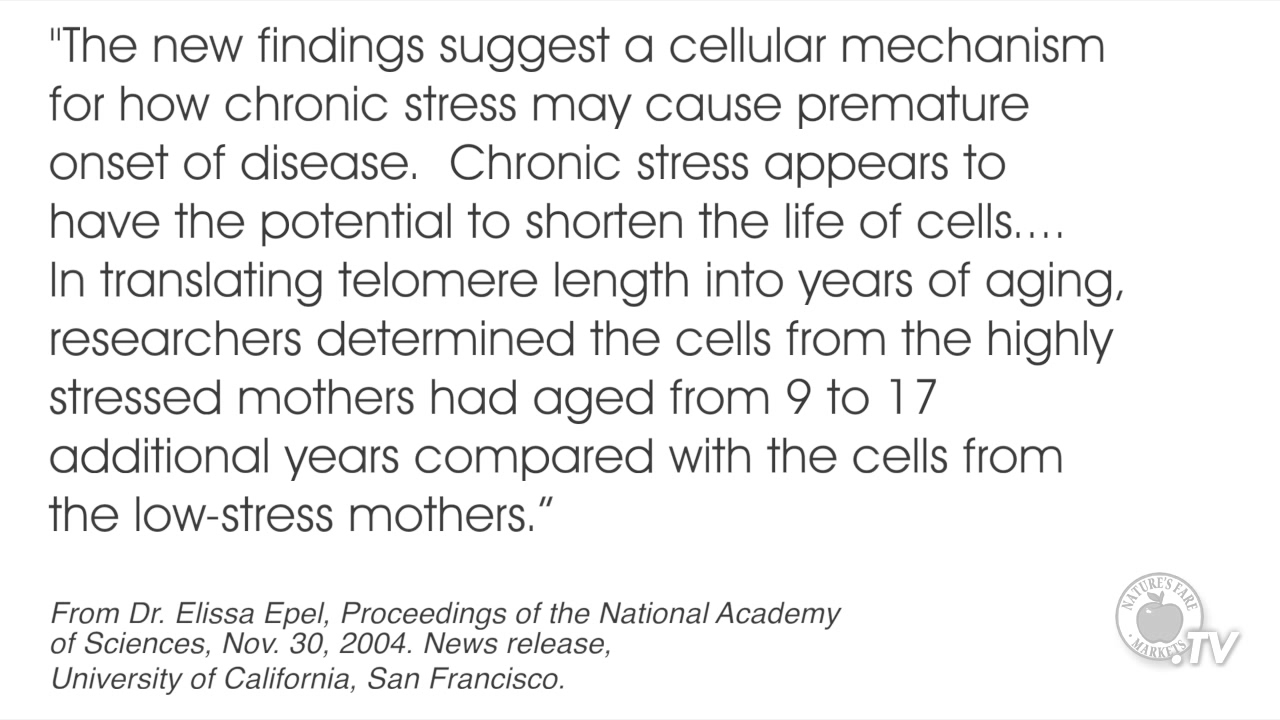 "The new findings suggest a cellular mechanism
for how chronic stress may cause premature
onset of disease.  Chronic stress appears to
have the potential to shorten the life of cells....
In translating telomere length into years of aging,
researchers determined the cells from the highly
stressed mothers had aged from 9 to 17
additional years compared with the cells from
the low-stress mothers.”
From Dr. Elissa Epel, Proceedings of the National Academy
of Sciences, Nov. 30, 2004. News release,
University of California, San Francisco.
NATURE'S FARE
· MARKETS ·
.TV